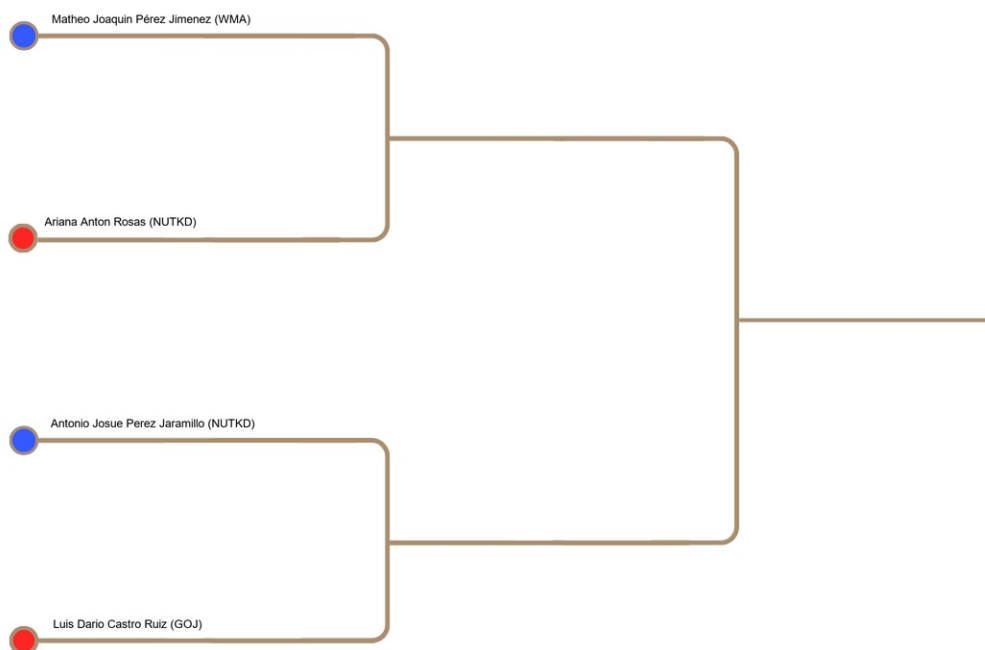 Matheo Joaquin Pérez Jimenez (WMA)
Ariana Anton Rosas (NUTKD)
Antonio Josue Perez Jaramillo (NUTKD)
Luis Dario Castro Ruiz (GOJ)